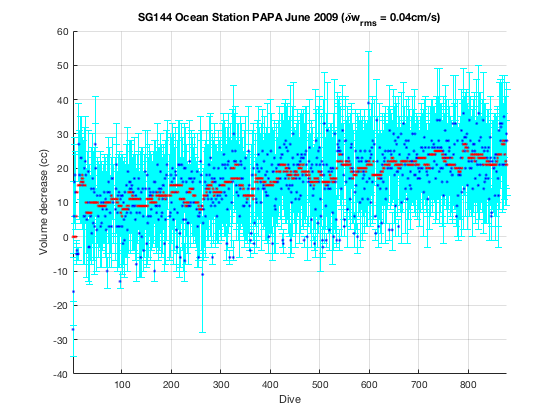 SG144 Ocean Station PAPA June 2009 (δw_rms = 0.04cm/s)
60
50
40
30
20
10
0
-10
-20
-30
-40
Volume decrease (cc)
100 200 300 400 500 600 700 800
Dive